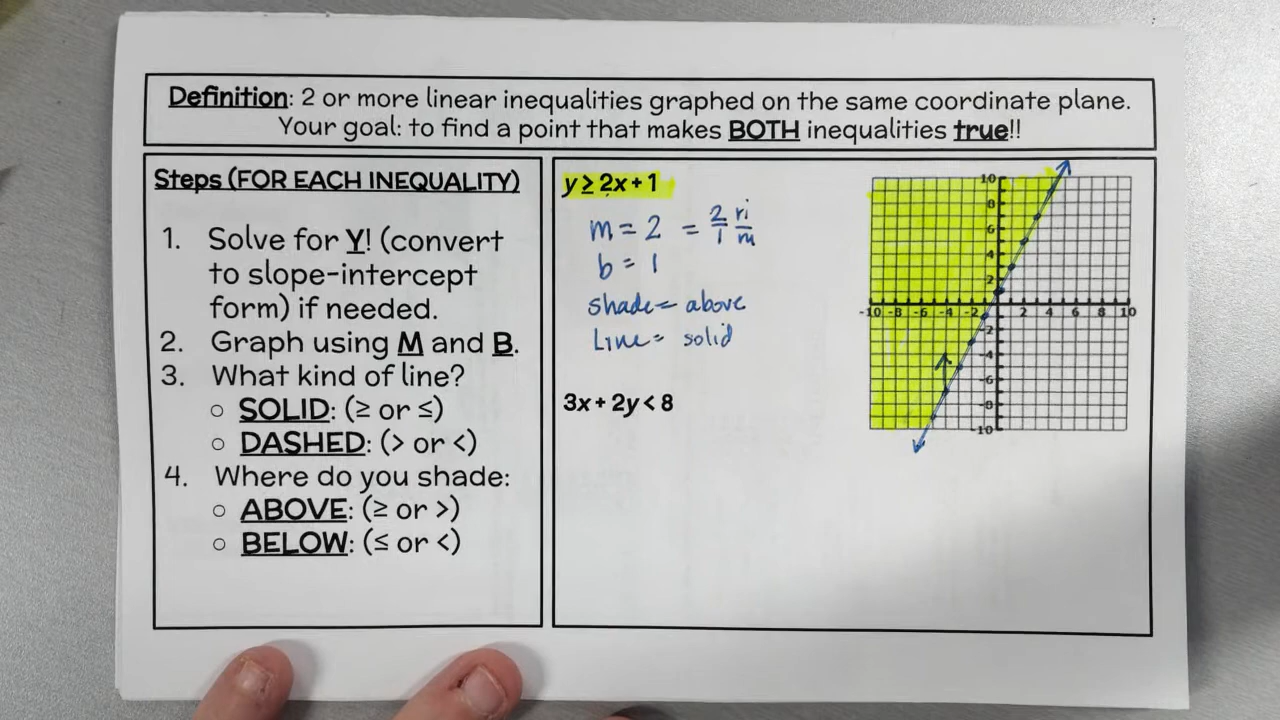 Definition: 2 or more linear inequalities graphed on the same coordinate plane.
Your goal: to find a point that makes BOTH inequalities true!!
Steps (FOR EACH INEQUALITY)
1. Solve for Y! (convert
to slope-intercept
form) if needed.
2. Graph using M and B.
3. What kind of line?
○ SOLID: (≥ or ≤)
○ DASHED: (> or <)
4. Where do you shade:
○ ABOVE: (≥ or >)
○ BELOW: (≤ or <)
y ≥ 2x + 1
m = 2 = 2/1 ri/m
b = 1
shade = above
Line = solid
3x + 2y < 8
10
8
6
4
2
-10 -8 -6 -4 -2 2 4 6 8 10
-2
-4
-6
-8
-10